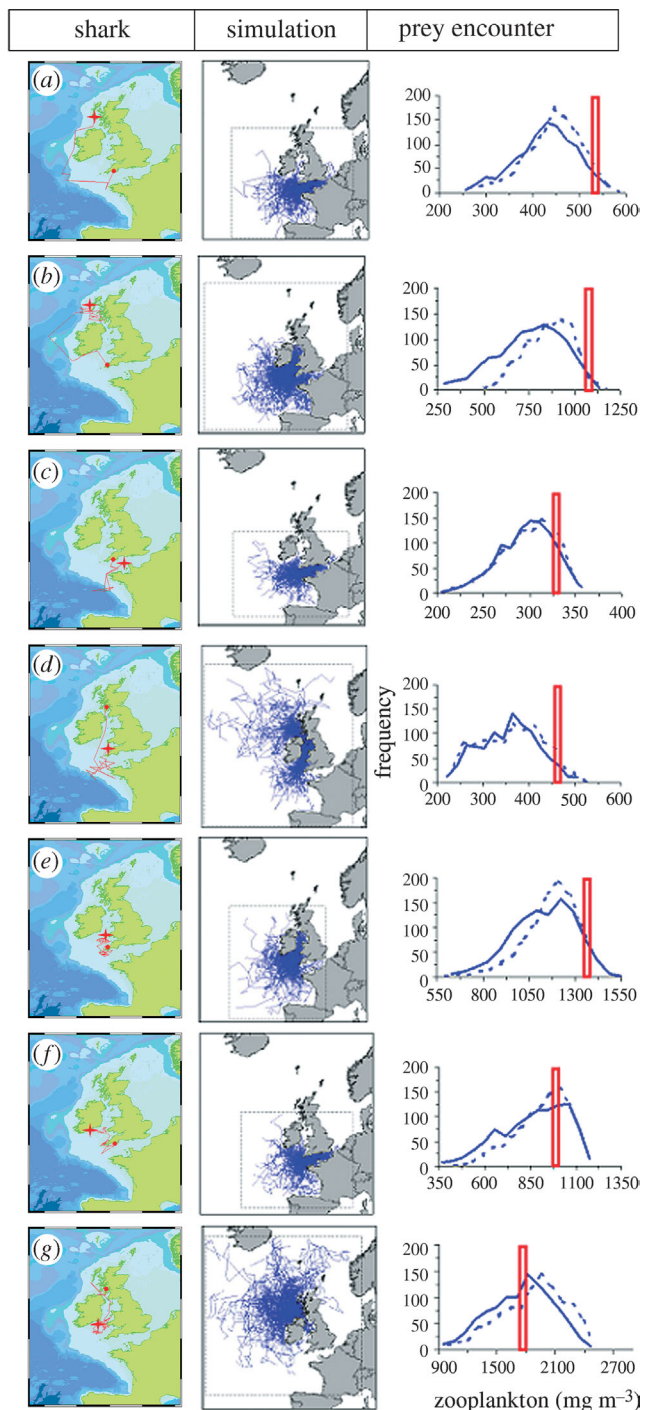 shark simulation prey encounter
(a)
200
150
100
50
0
200 300 400 500 600
(b)
200
150
100
50
0
250 500 750 1000 1250
(c)
200
150
100
50
0
200 250 300 350 400
(d)
frequency
200
150
100
50
0
200 300 400 500 600
(e)
200
150
100
50
0
550 800 1050 1300 1550
(f)
200
150
100
50
0
350 600 850 1100 1350
(g)
200
150
100
50
0
900 1500 2100 2700
zooplankton (mg m–3)